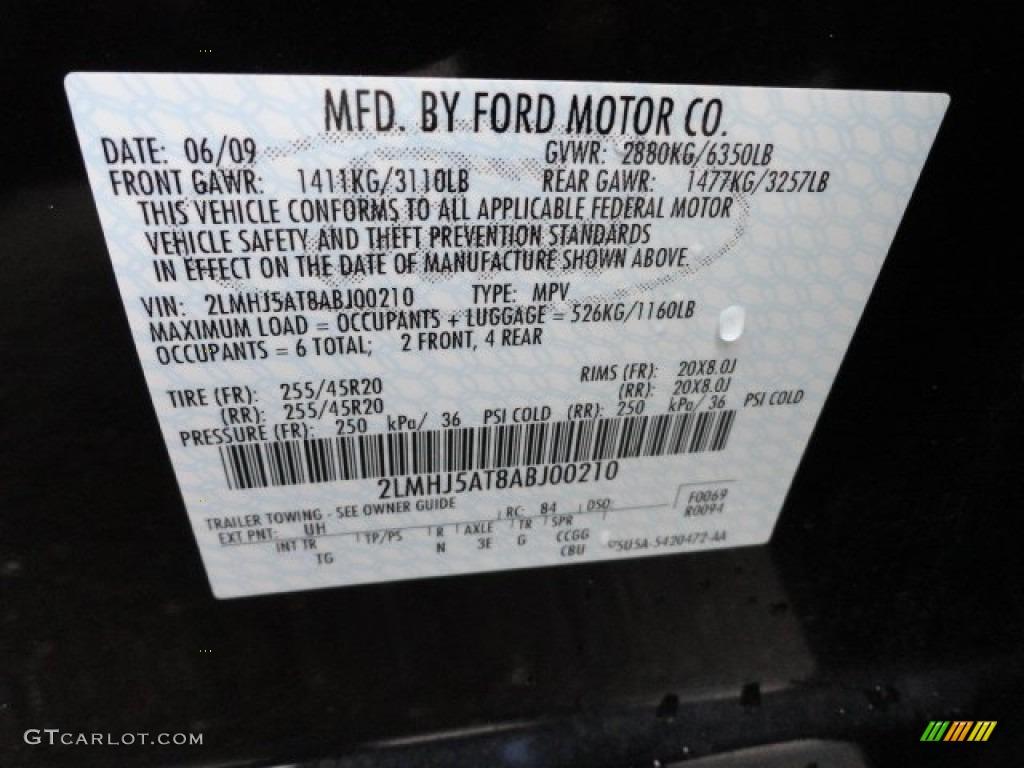 MFD. BY FORD MOTOR CO.
DATE: 06/09 GVWR: 2880KG/6350LB
FRONT GAWR: 1411KG/3110LB REAR GAWR: 1477KG/3257LB
THIS VEHICLE CONFORMS TO ALL APPLICABLE FEDERAL MOTOR
VEHICLE SAFETY AND THEFT PREVENTION STANDARDS
IN EFFECT ON THE DATE OF MANUFACTURE SHOWN ABOVE.
VIN: 2LMHJ5AT8ABJ00210 TYPE: MPV
MAXIMUM LOAD = OCCUPANTS + LUGGAGE = 526KG/1160LB
OCCUPANTS = 6 TOTAL; 2 FRONT, 4 REAR
TIRE (FR): 255/45R20 RIMS (FR): 20X8.0J
(RR): 255/45R20 (RR): 20X8.0J
PRESSURE (FR): 250 kPa/ 36 PSI COLD (RR): 250 kPa/ 36 PSI COLD
2LMHJ5AT8ABJ00210
TRAILER TOWING - SEE OWNER GUIDE F0069
EXT PNT: UH RC: 84 DSO: R0094
INT TR TP/PS R AXLE TR SPR
TG N 3E G CCGG
CBU 5U5A-5420472-AA
GTCARLOT.COM